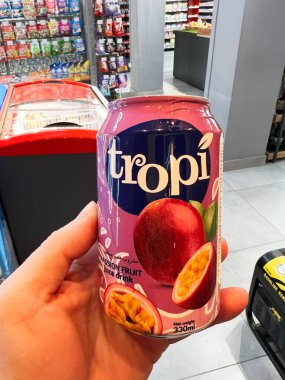 tropi
PASSION FRUIT
juice drink
Net weight
330ml